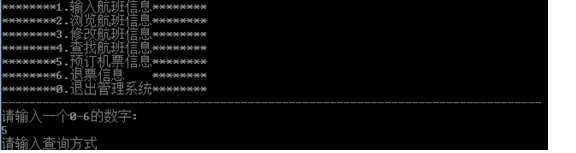 ********1.输入航班信息********
********2.浏览航班信息********
********3.修改航班信息********
********4.查找航班信息********
********5.预订机票信息********
********6.退票信息    ********
********0.退出管理系统********
--------------------------------------------------------------------------------
请输入一个0-6的数字:
5
请输入查询方式